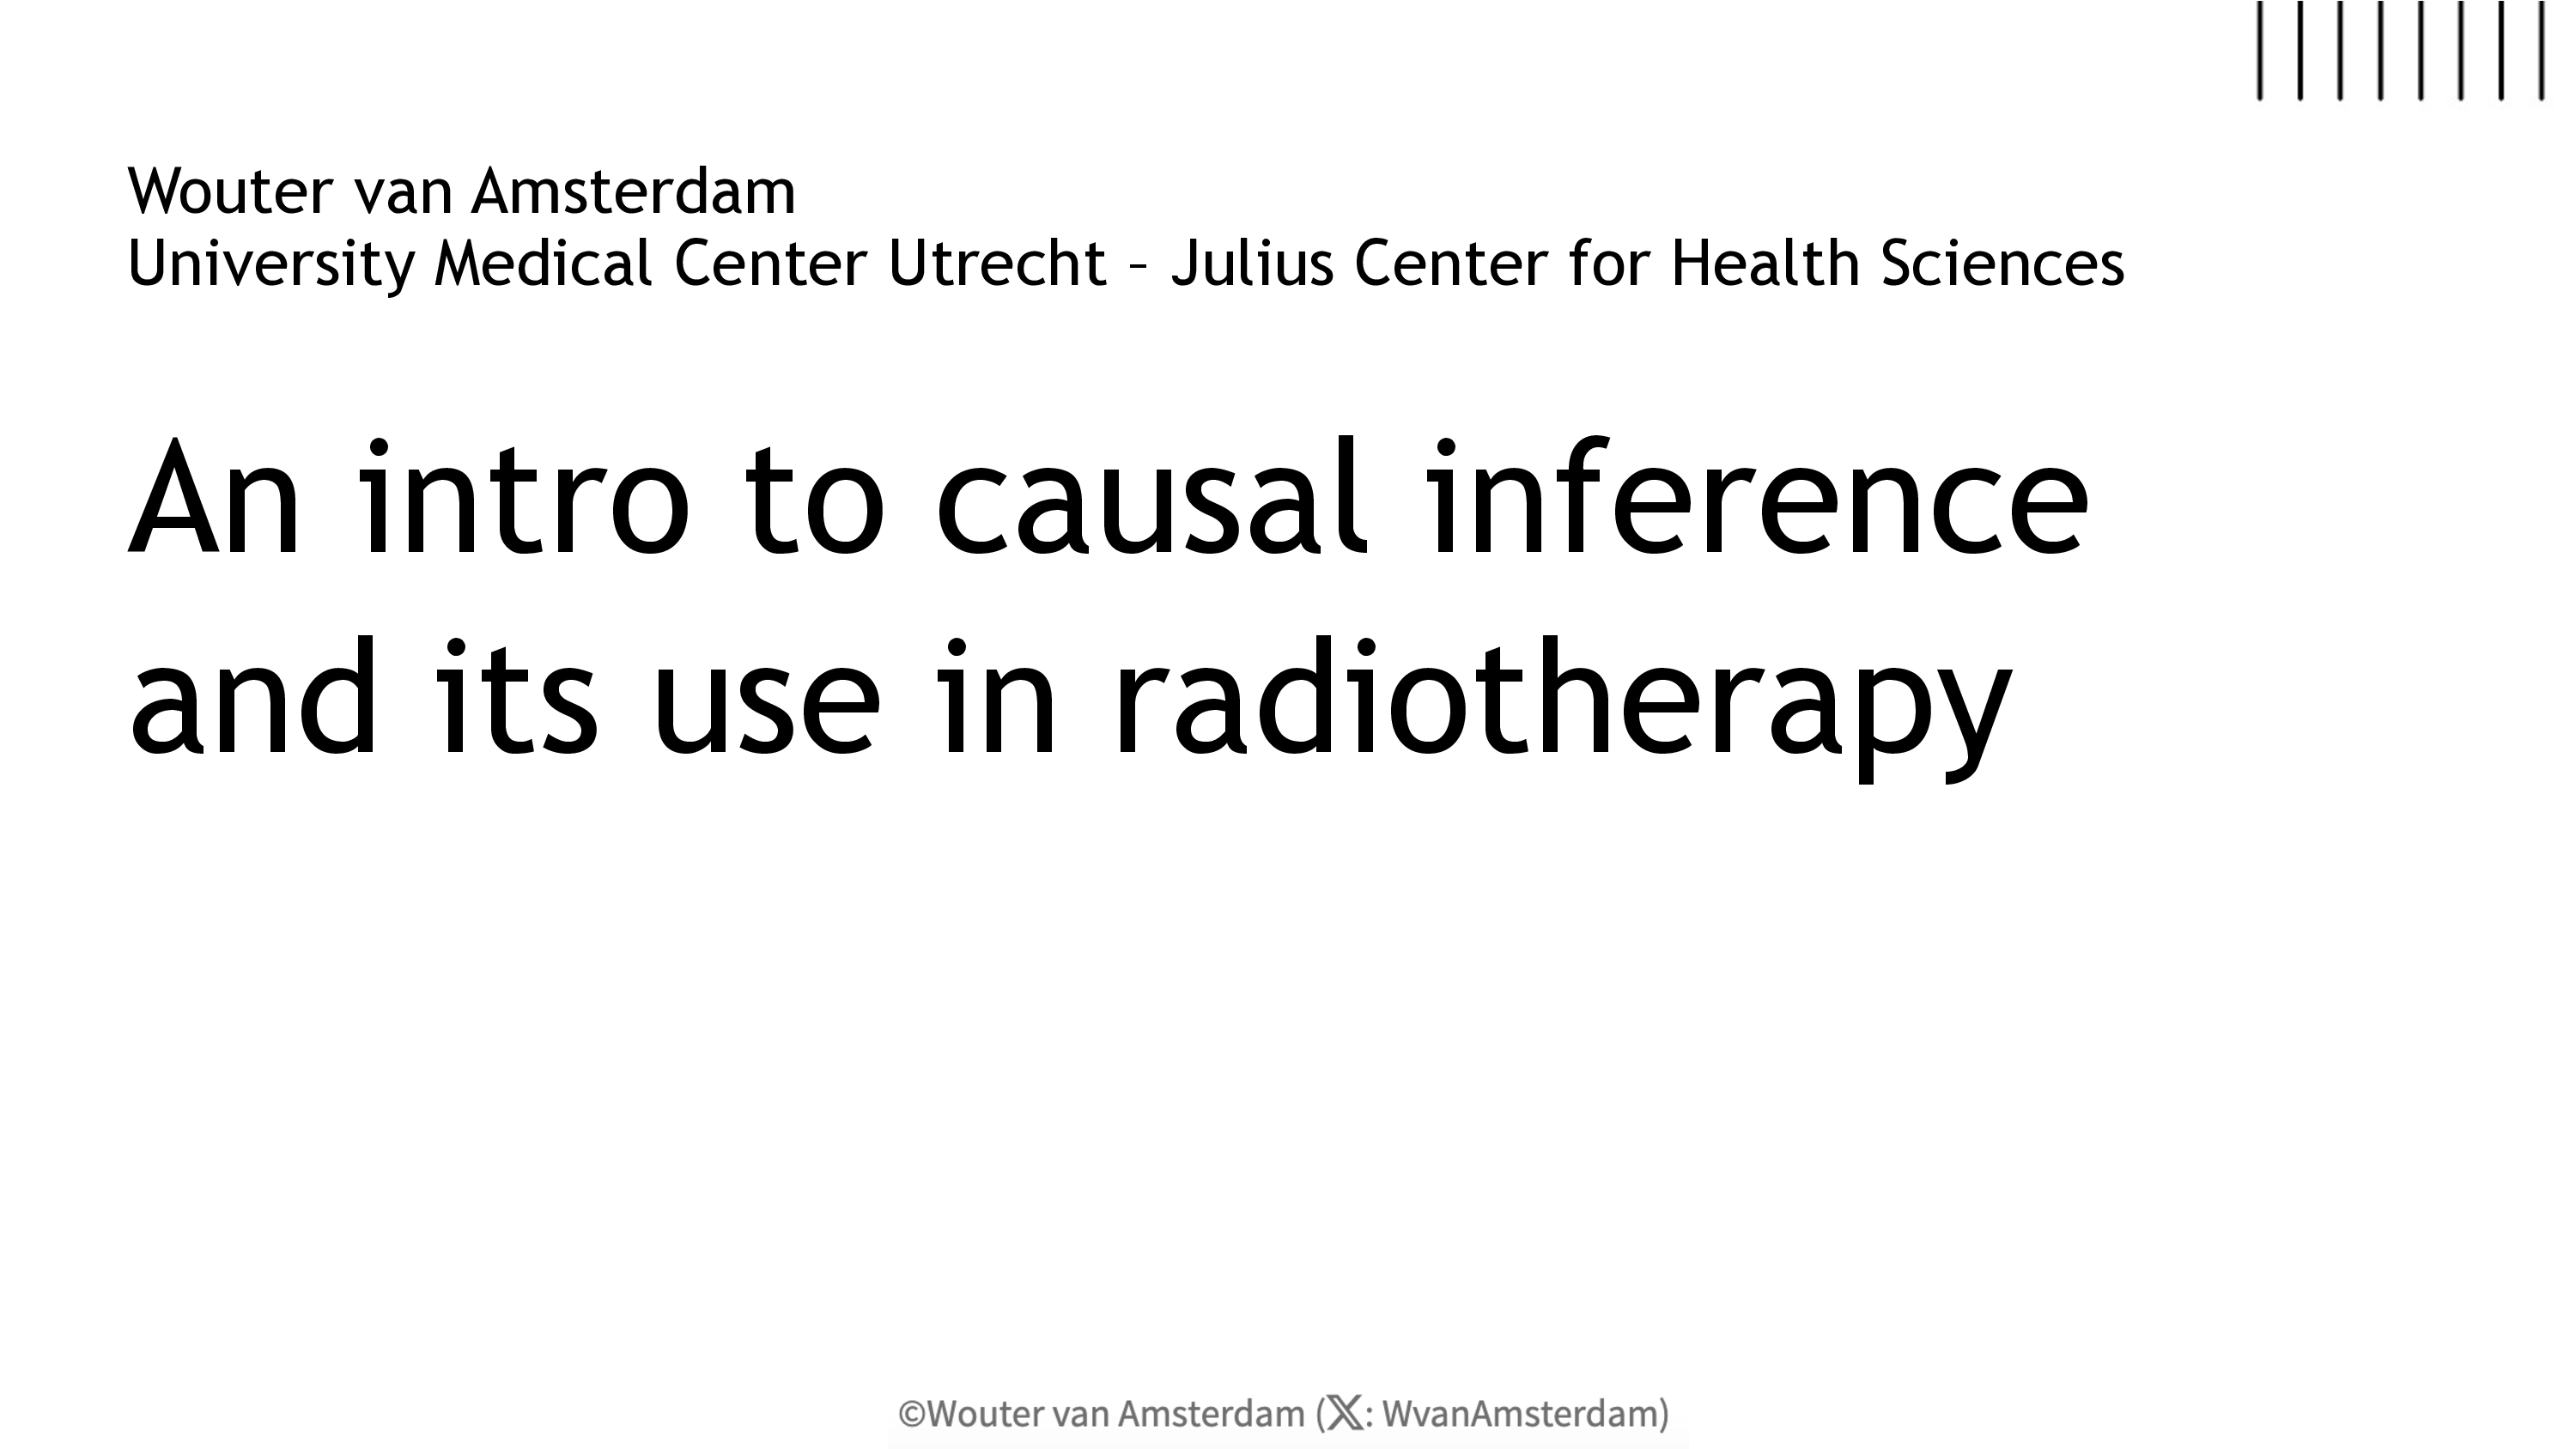 Wouter van Amsterdam
University Medical Center Utrecht – Julius Center for Health Sciences
An intro to causal inference
and its use in radiotherapy
©Wouter van Amsterdam (𝕏: WvanAmsterdam)